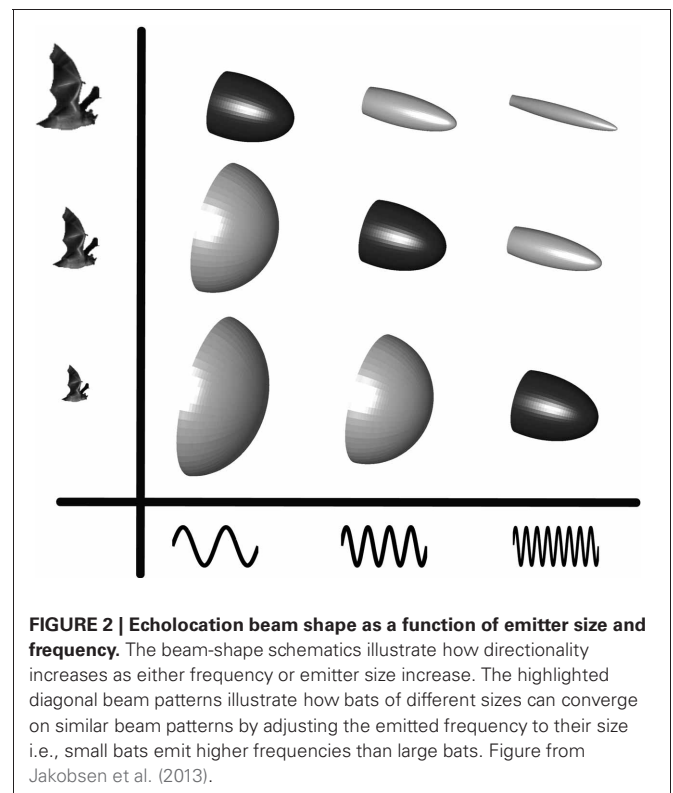 FIGURE 2 | Echolocation beam shape as a function of emitter size and
frequency. The beam-shape schematics illustrate how directionality
increases as either frequency or emitter size increase. The highlighted
diagonal beam patterns illustrate how bats of different sizes can converge
on similar beam patterns by adjusting the emitted frequency to their size
i.e., small bats emit higher frequencies than large bats. Figure from
Jakobsen et al. (2013).